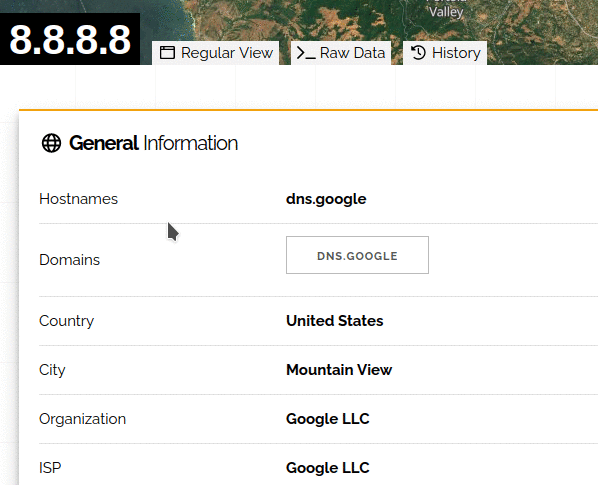 Valley
8.8.8.8
Regular View
Raw Data
History
General Information
Hostnames dns.google
Domains DNS.GOOGLE
Country United States
City Mountain View
Organization Google LLC
ISP Google LLC